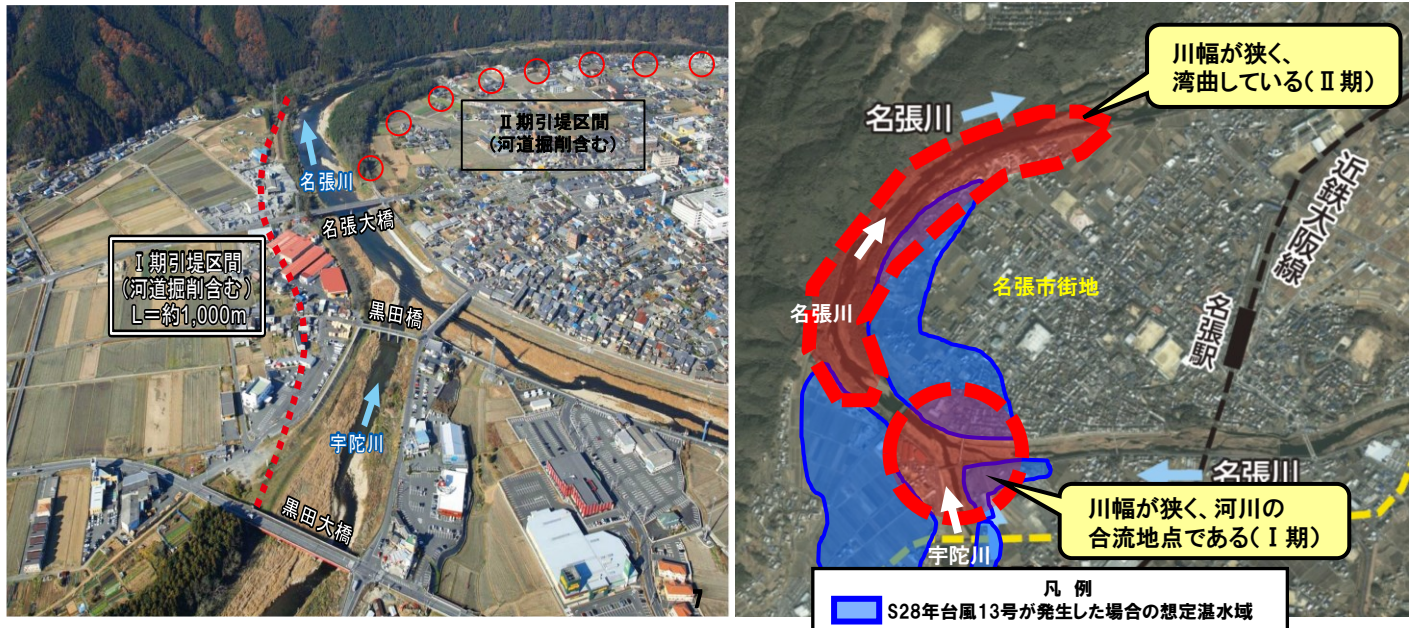 Ⅱ期引堤区間
(河道掘削含む)
名張川
名張大橋
Ⅰ期引堤区間
(河道掘削含む)
L=約1,000m
黒田橋
宇陀川
黒田大橋
7
川幅が狭く、
湾曲している(Ⅱ期)
名張川
近鉄大阪線
名張市街地
名張川
名張駅
名張川
川幅が狭く、河川の
合流地点である(Ⅰ期)
宇陀川
凡 例
S28年台風13号が発生した場合の想定湛水域